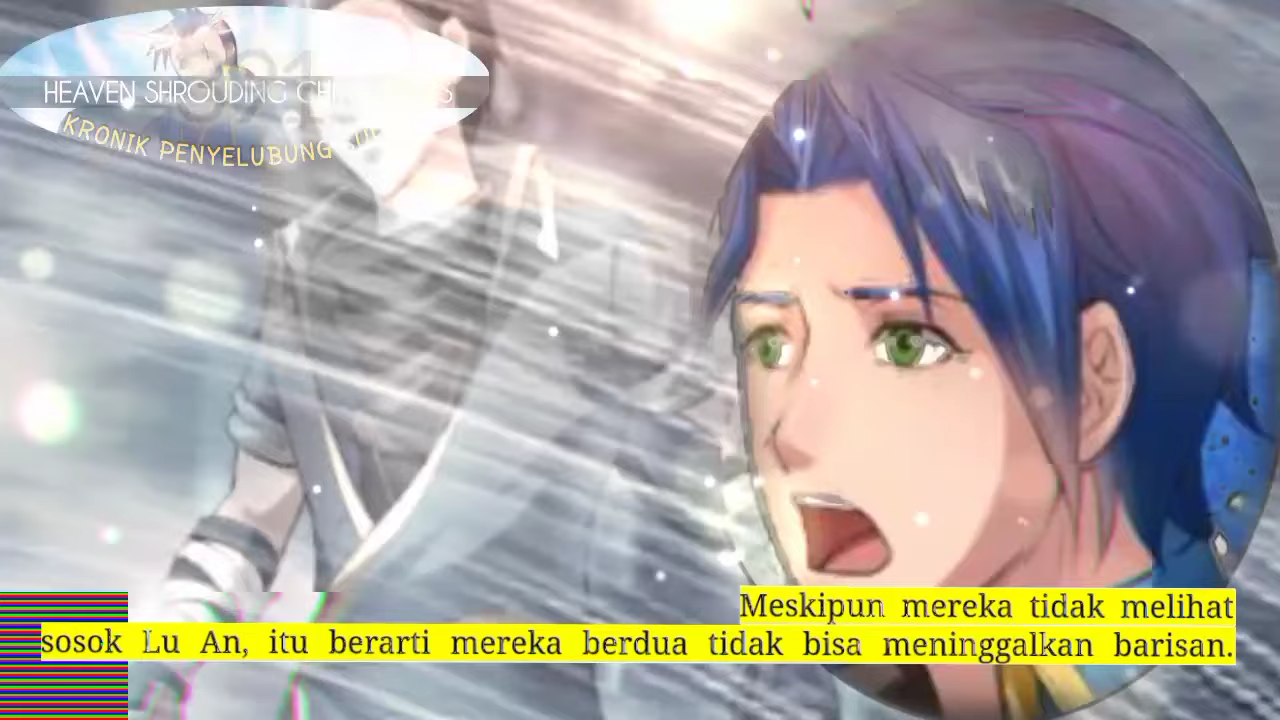 HEAVEN SHROUDING
KRONIK PENYELUBUNG
Meskipun mereka tidak melihat
sosok Lu An, itu berarti mereka berdua tidak bisa meninggalkan barisan.